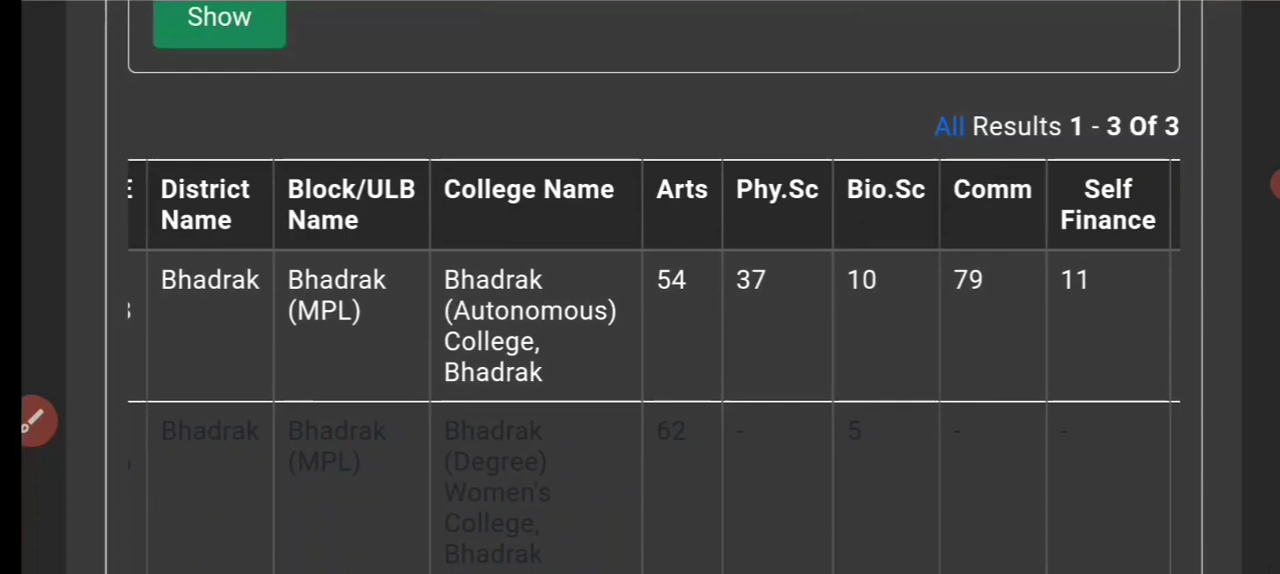 Show
All Results 1 - 3 Of 3
District Name Block/ULB Name College Name Arts Phy.Sc Bio.Sc Comm Self Finance
Bhadrak Bhadrak (MPL) Bhadrak (Autonomous) College, Bhadrak 54 37 10 79 11
Bhadrak Bhadrak (MPL) Bhadrak (Degree) Women's College, Bhadrak 62 - 5 - -